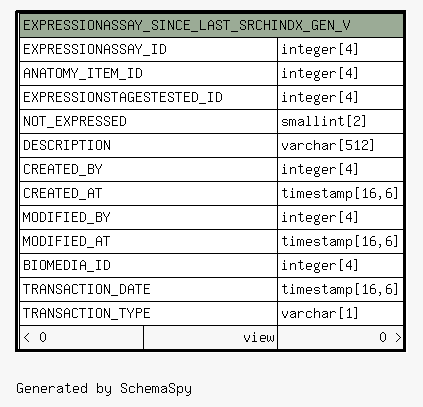 EXPRESSIONASSAY_SINCE_LAST_SRCHINDX_GEN_V
EXPRESSIONASSAY_ID integer[4]
ANATOMY_ITEM_ID integer[4]
EXPRESSIONSTAGESTESTED_ID integer[4]
NOT_EXPRESSED smallint[2]
DESCRIPTION varchar[512]
CREATED_BY integer[4]
CREATED_AT timestamp[16,6]
MODIFIED_BY integer[4]
MODIFIED_AT timestamp[16,6]
BIOMEDIA_ID integer[4]
TRANSACTION_DATE timestamp[16,6]
TRANSACTION_TYPE varchar[1]
< 0 view 0 >
Generated by SchemaSpy